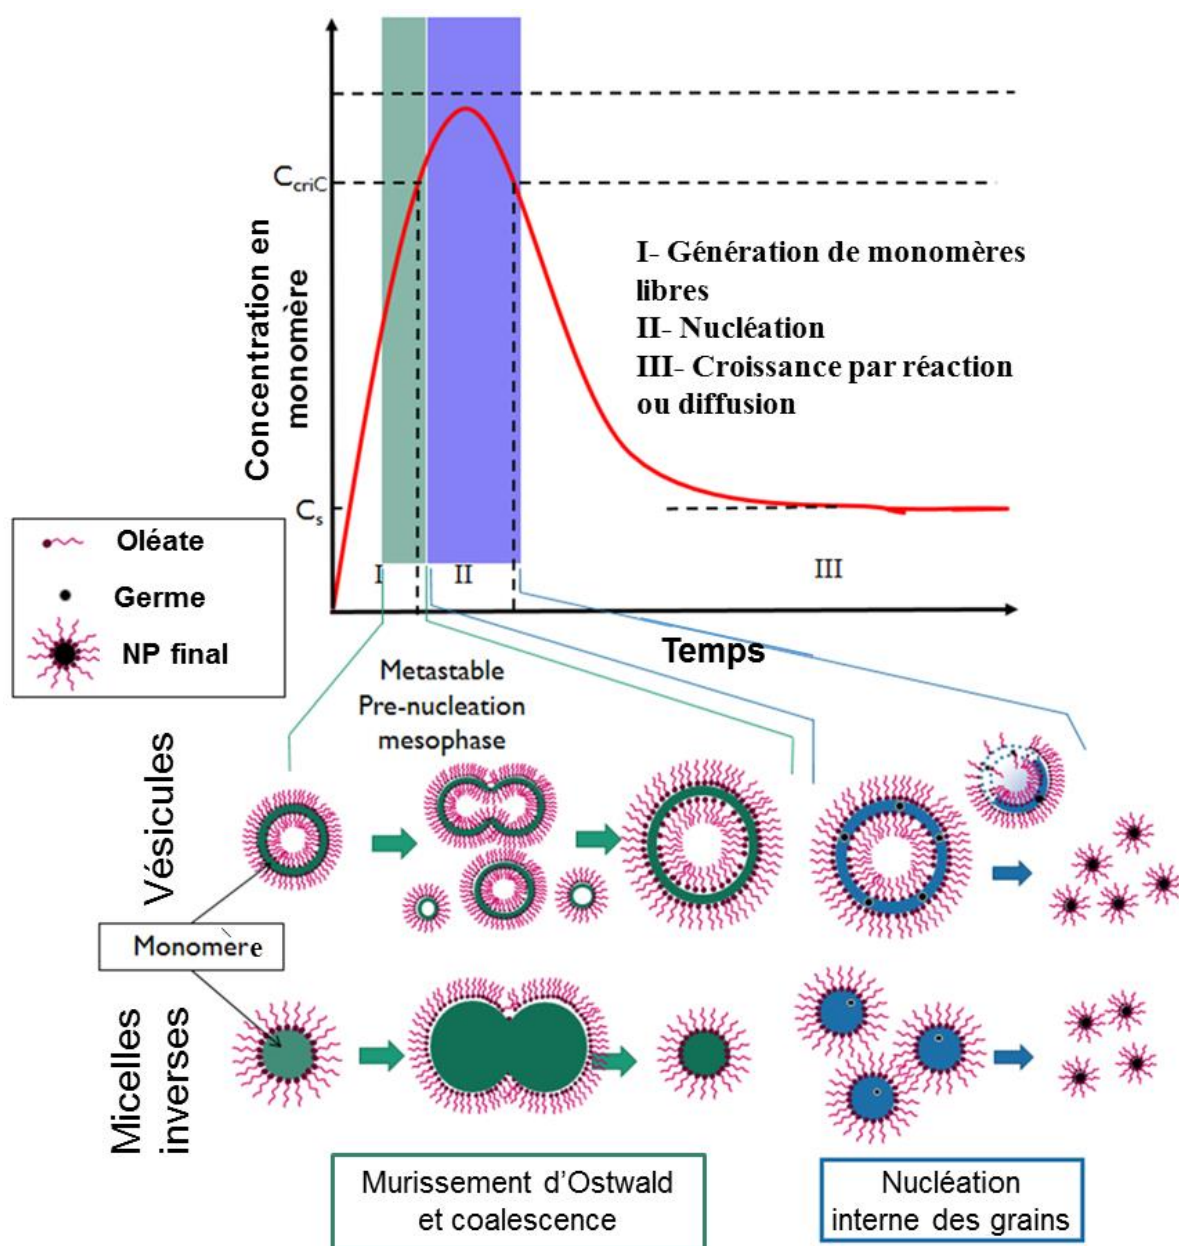 C_criC
Concentration en
monomère
C_s
I- Génération de monomères
libres
II- Nucléation
III- Croissance par réaction
ou diffusion
I
II
III
Temps
Oléate
Germe
NP final
Metastable
Pre-nucleation
mesophase
Vésicules
Monomère
Micelles
inverses
Murissement d'Ostwald
et coalescence
Nucléation
interne des grains